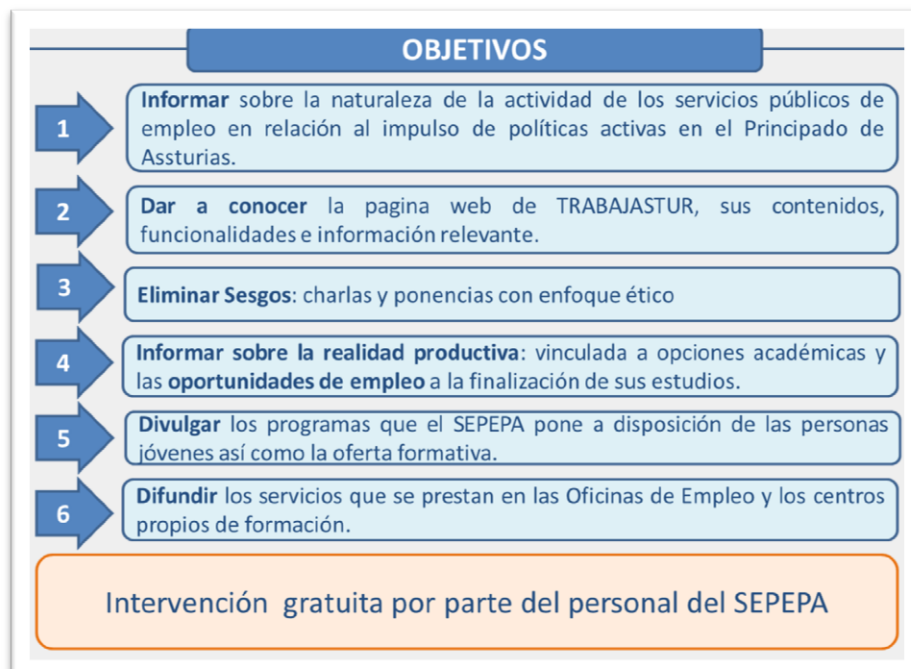 OBJETIVOS
1
Informar sobre la naturaleza de la actividad de los servicios públicos de
empleo en relación al impulso de políticas activas en el Principado de
Assturias.
2
Dar a conocer la pagina web de TRABAJASTUR, sus contenidos,
funcionalidades e información relevante.
3
Eliminar Sesgos: charlas y ponencias con enfoque ético
4
Informar sobre la realidad productiva: vinculada a opciones académicas y
las oportunidades de empleo a la finalización de sus estudios.
5
Divulgar los programas que el SEPEPA pone a disposición de las personas
jóvenes así como la oferta formativa.
6
Difundir los servicios que se prestan en las Oficinas de Empleo y los centros
propios de formación.
Intervención gratuita por parte del personal del SEPEPA